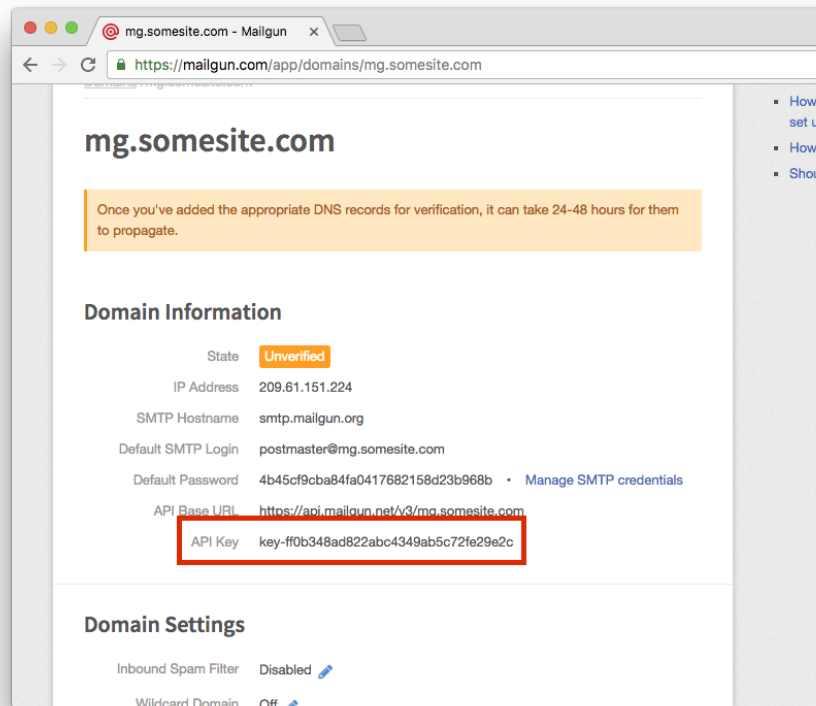 mg.somesite.com - Mailgun
https://mailgun.com/app/domains/mg.somesite.com
mg.somesite.com
Once you've added the appropriate DNS records for verification, it can take 24-48 hours for them
to propagate.
Domain Information
State Unverified
IP Address 209.61.151.224
SMTP Hostname smtp.mailgun.org
Default SMTP Login postmaster@mg.somesite.com
Default Password 4b45cf9cba84fa0417682158d23b968b • Manage SMTP credentials
API Base URL https://api.mailgun.net/v3/mg.somesite.com
API Key key-ff0b348ad822abc4349ab5c72fe29e2c
Domain Settings
Inbound Spam Filter Disabled
Wildcard Domain Off
How
set
How